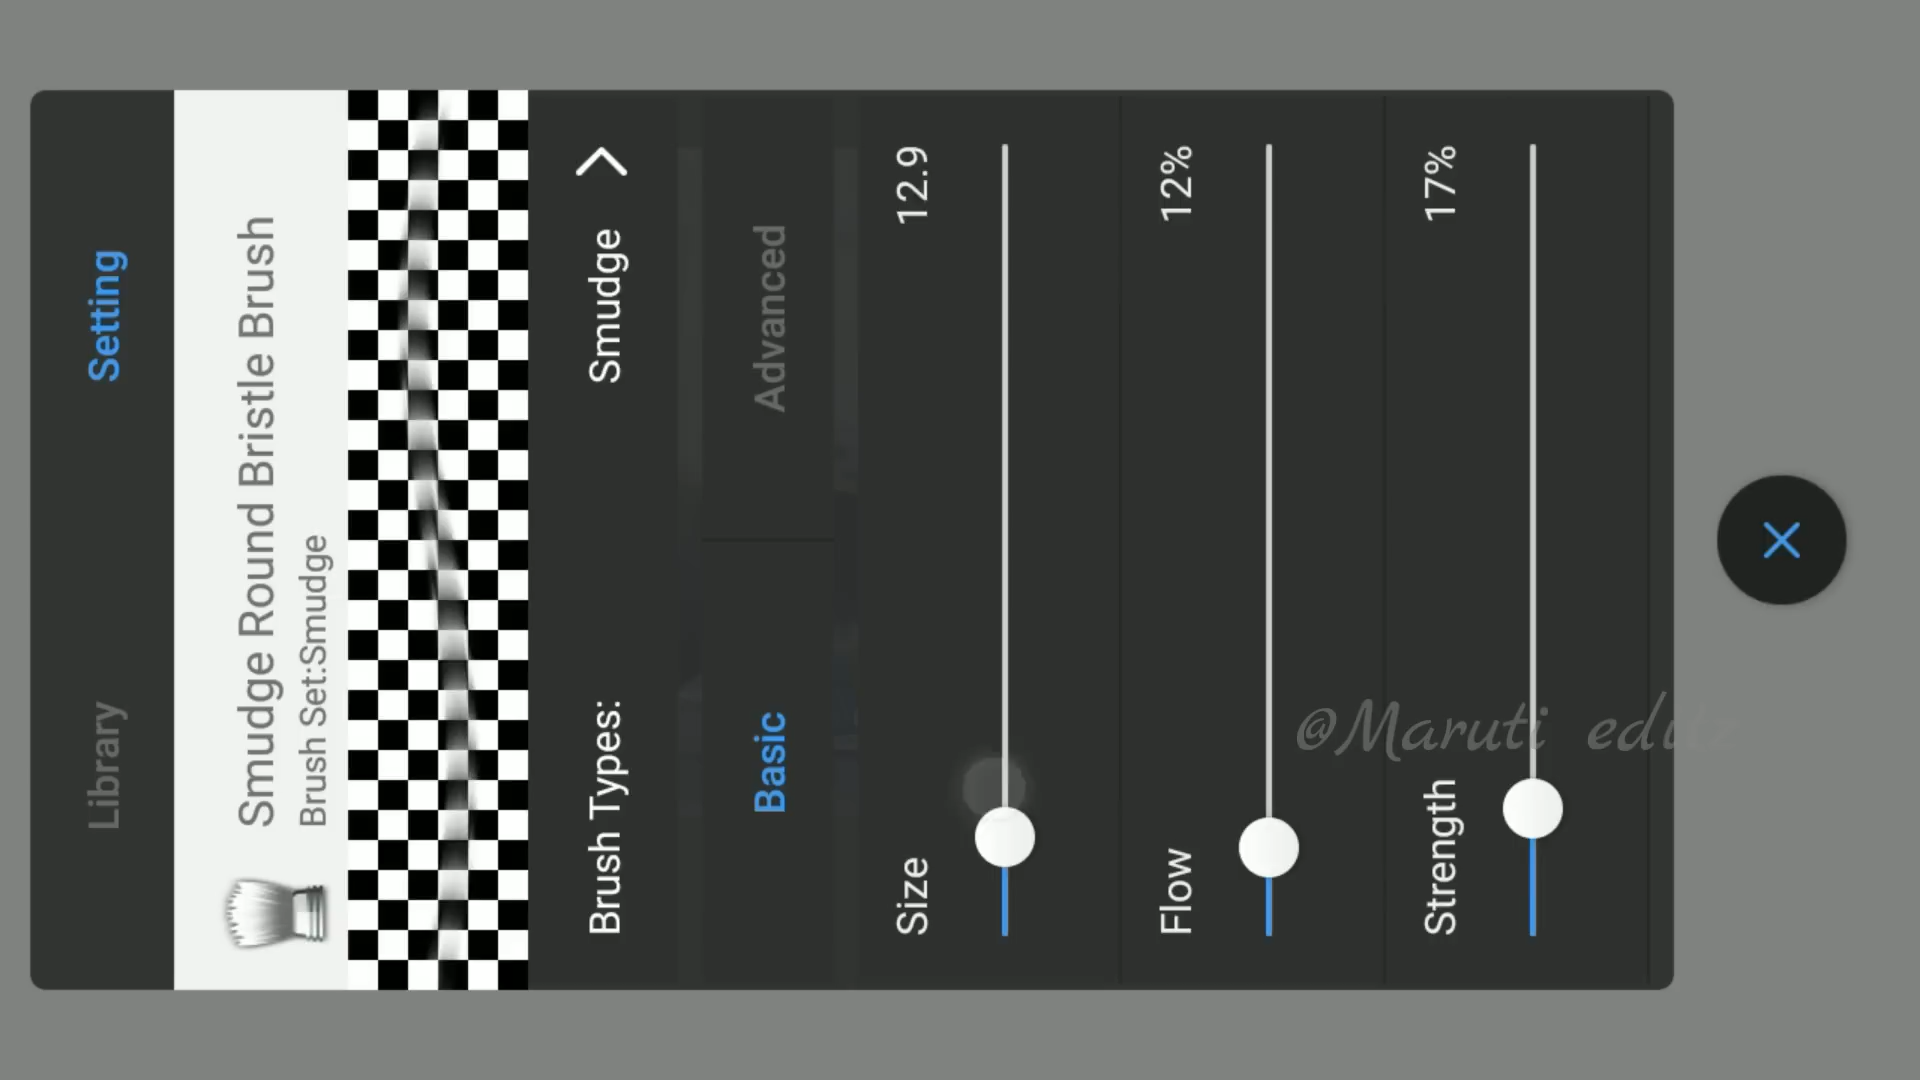 Library Setting
Smudge Round Bristle Brush
Brush Set:Smudge
Brush Types: Smudge
Basic Advanced
Size 12.9
Flow 12%
Strength 17%
@Maruti